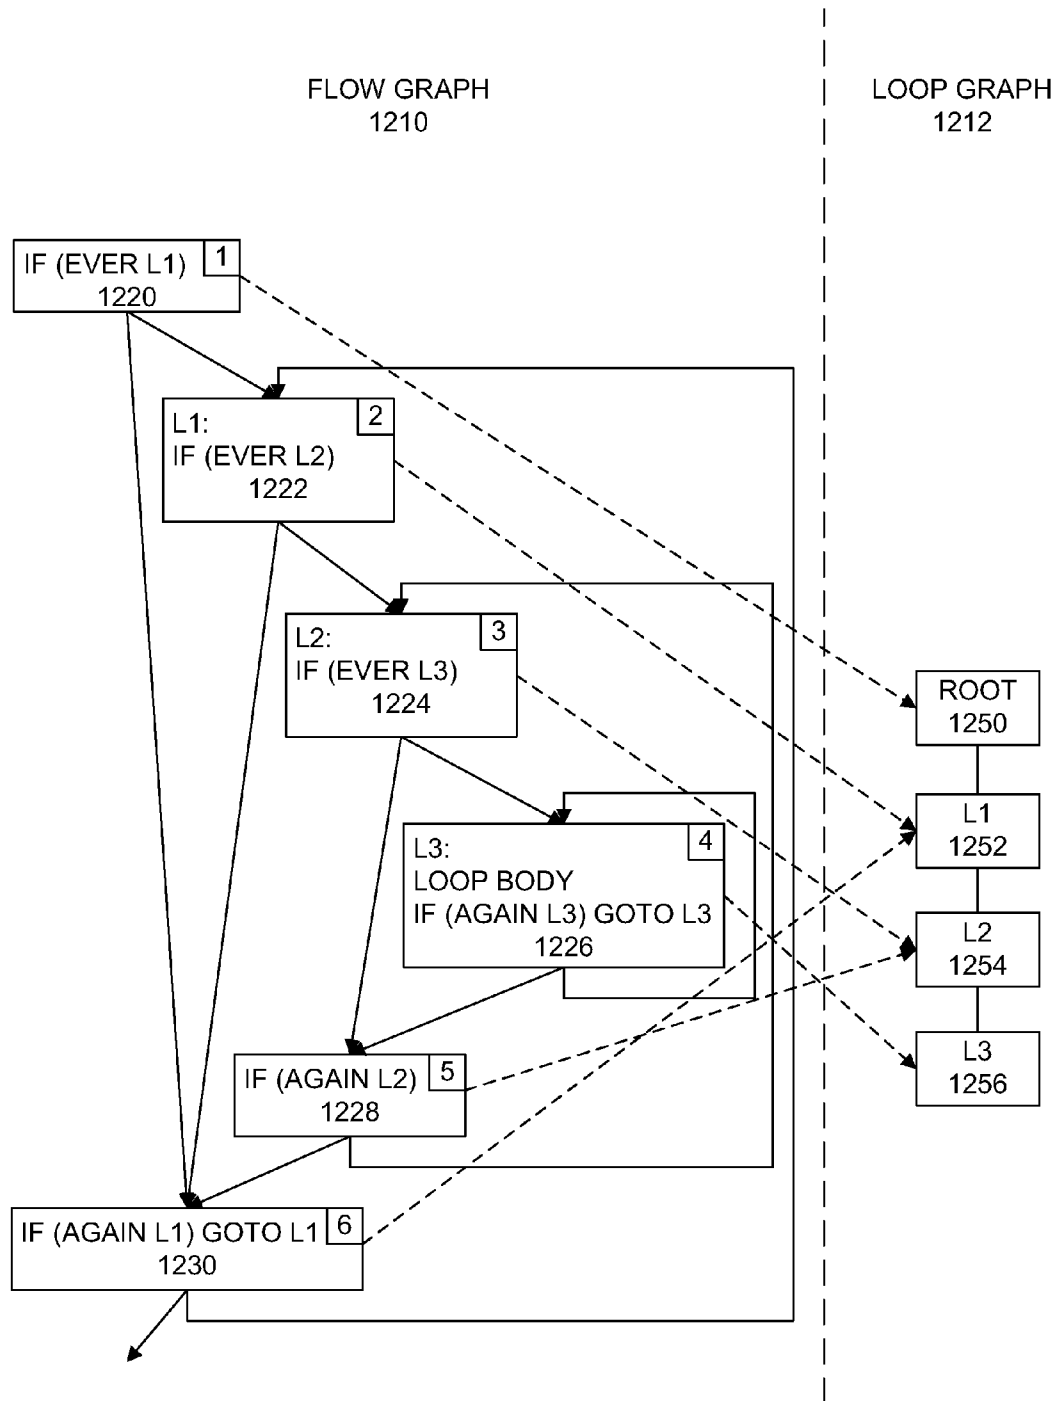 FLOW GRAPH
1210
LOOP GRAPH
1212
IF (EVER L1)
1
1220
L1:
2
IF (EVER L2)
1222
L2:
3
IF (EVER L3)
1224
L3:
4
LOOP BODY
IF (AGAIN L3) GOTO L3
1226
IF (AGAIN L2)
5
1228
IF (AGAIN L1) GOTO L1
6
1230
ROOT
1250
L1
1252
L2
1254
L3
1256